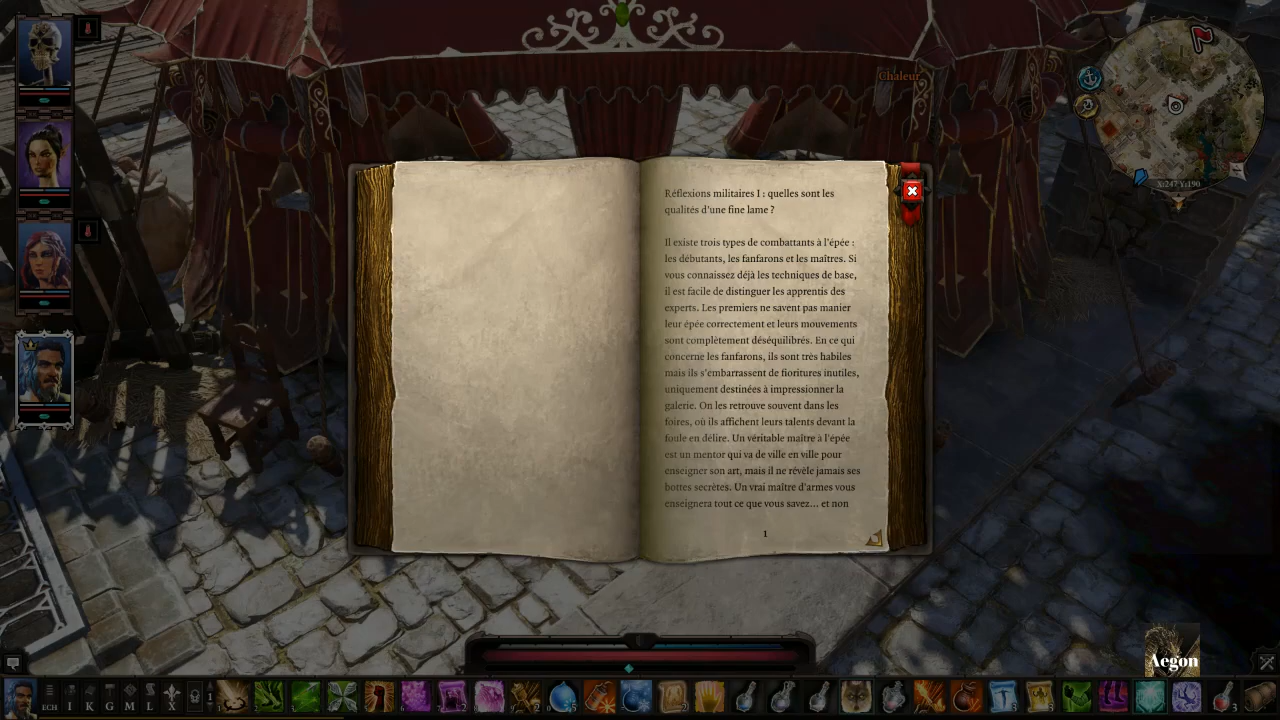 Chaleur
X:247 Y:190
Réflexions militaires I : quelles sont les
qualités d'une fine lame ?
Il existe trois types de combattants à l'épée :
les débutants, les fanfarons et les maîtres. Si
vous connaissez déjà les techniques de base,
il est facile de distinguer les apprentis des
experts. Les premiers ne savent pas manier
leur épée correctement et leurs mouvements
sont complètement déséquilibrés. En ce qui
concerne les fanfarons, ils sont très habiles
mais ils s'embarrassent de fioritures inutiles,
uniquement destinées à impressionner la
galerie. On les retrouve souvent dans les
foires, où ils affichent leurs talents devant la
foule en délire. Un véritable maître à l'épée
est un mentor qui va de ville en ville pour
enseigner son art, mais il ne révèle jamais ses
bottes secrètes. Un vrai maître d'armes vous
enseignera tout ce que vous savez... et non
1
Aegon
ECH I K G M L X 1